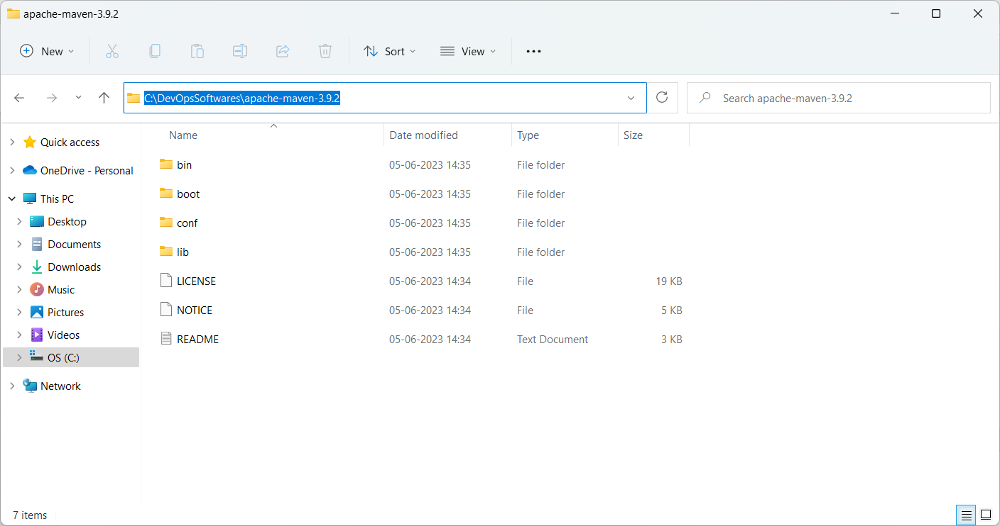 apache-maven-3.9.2
New Sort View
C:\DevOpsSoftwares\apache-maven-3.9.2 Search apache-maven-3.9.2
Quick access
OneDrive - Personal
This PC
Desktop
Documents
Downloads
Music
Pictures
Videos
OS (C:)
Network
Name Date modified Type Size
bin 05-06-2023 14:35 File folder
boot 05-06-2023 14:35 File folder
conf 05-06-2023 14:35 File folder
lib 05-06-2023 14:35 File folder
LICENSE 05-06-2023 14:34 File 19 KB
NOTICE 05-06-2023 14:34 File 5 KB
README 05-06-2023 14:34 Text Document 3 KB
7 items